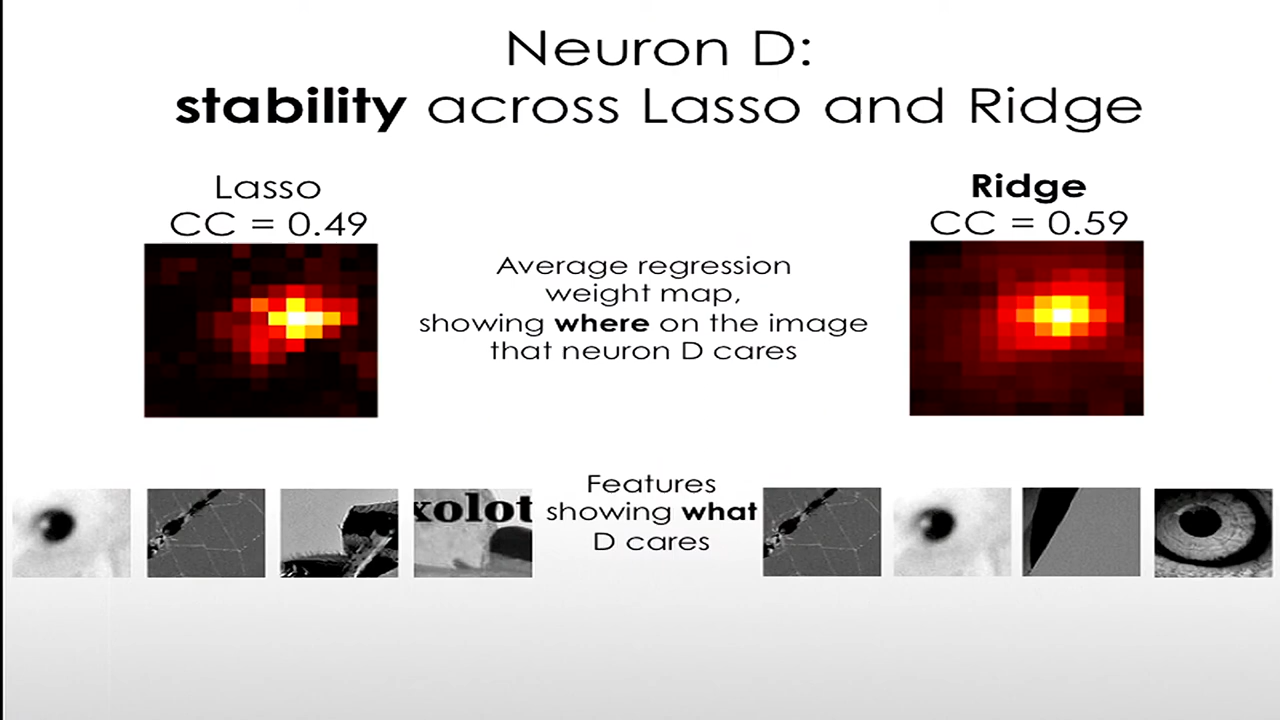 Neuron D:
stability across Lasso and Ridge
Lasso
CC = 0.49
Average regression
weight map,
showing where on the image
that neuron D cares
Ridge
CC = 0.59
xolot
Features
showing what
D cares